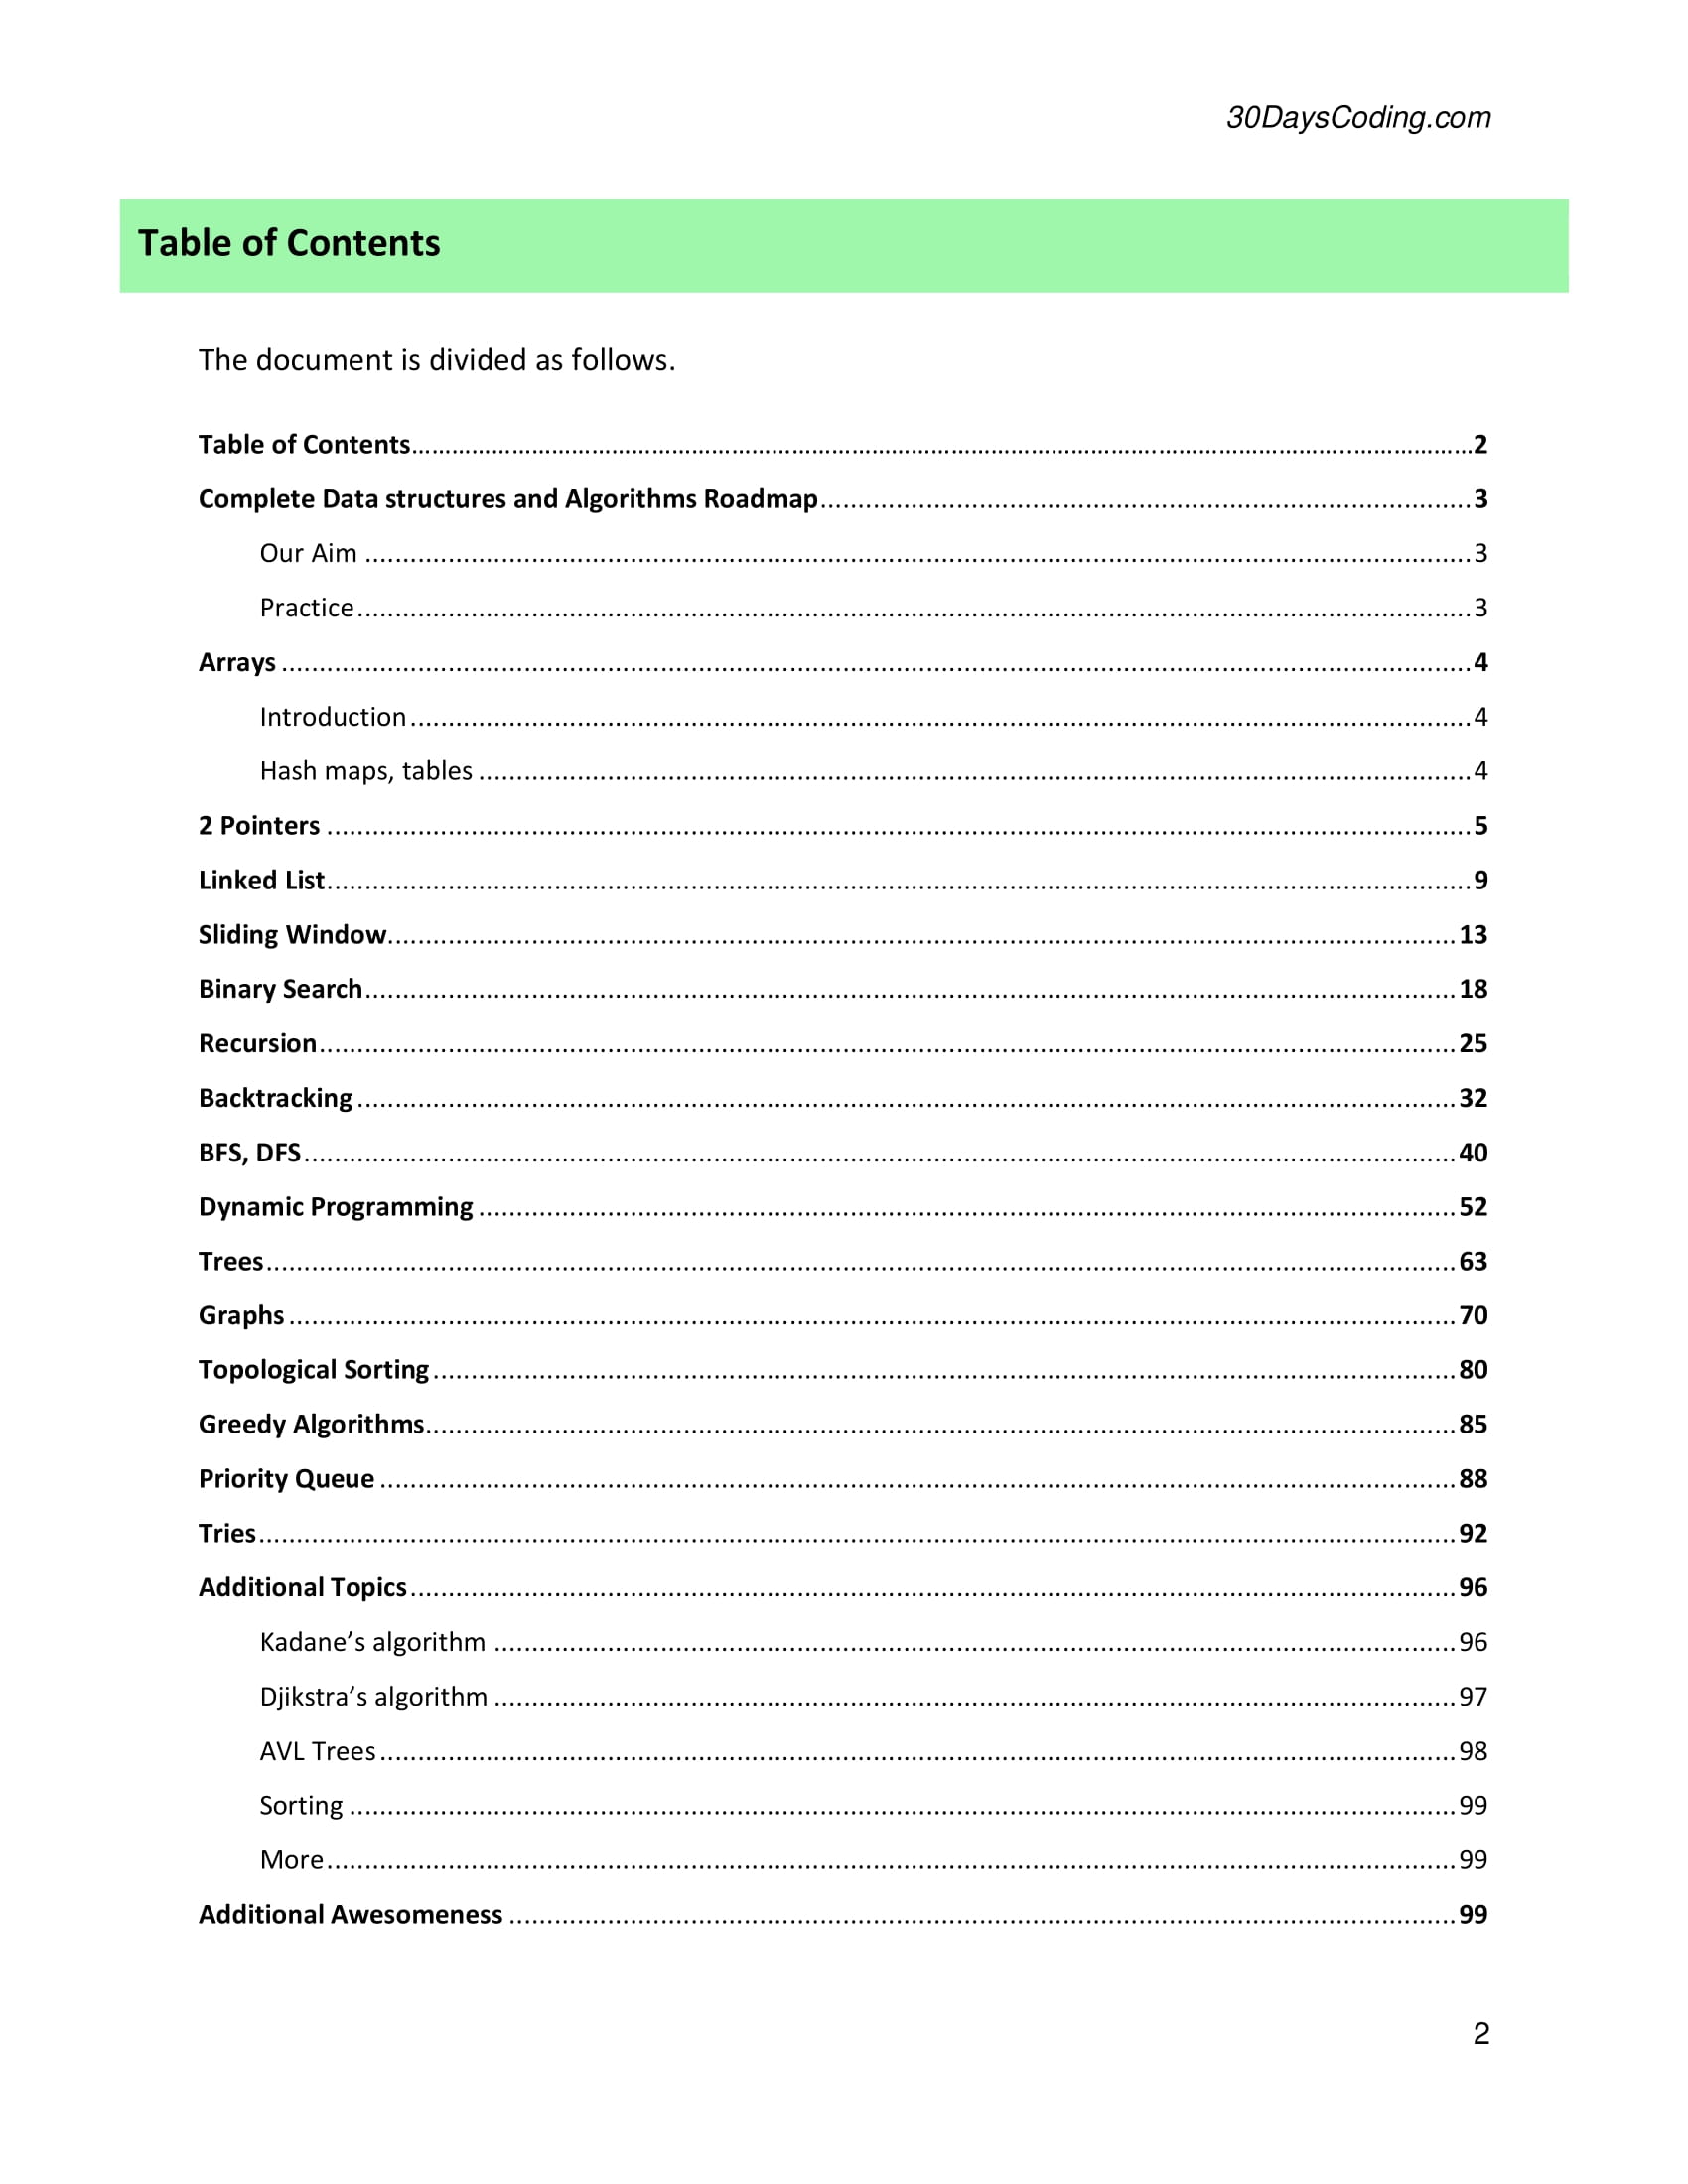 30DaysCoding.com
Table of Contents
The document is divided as follows.
Table of Contents....................2
Complete Data structures and Algorithms Roadmap....................3
Our Aim....................3
Practice....................3
Arrays....................4
Introduction....................4
Hash maps, tables....................4
2 Pointers....................5
Linked List....................9
Sliding Window....................13
Binary Search....................18
Recursion....................25
Backtracking....................32
BFS, DFS....................40
Dynamic Programming....................52
Trees....................63
Graphs....................70
Topological Sorting....................80
Greedy Algorithms....................85
Priority Queue....................88
Tries....................92
Additional Topics....................96
Kadane’s algorithm....................96
Djikstra’s algorithm....................97
AVL Trees....................98
Sorting....................99
More....................99
Additional Awesomeness....................99
2